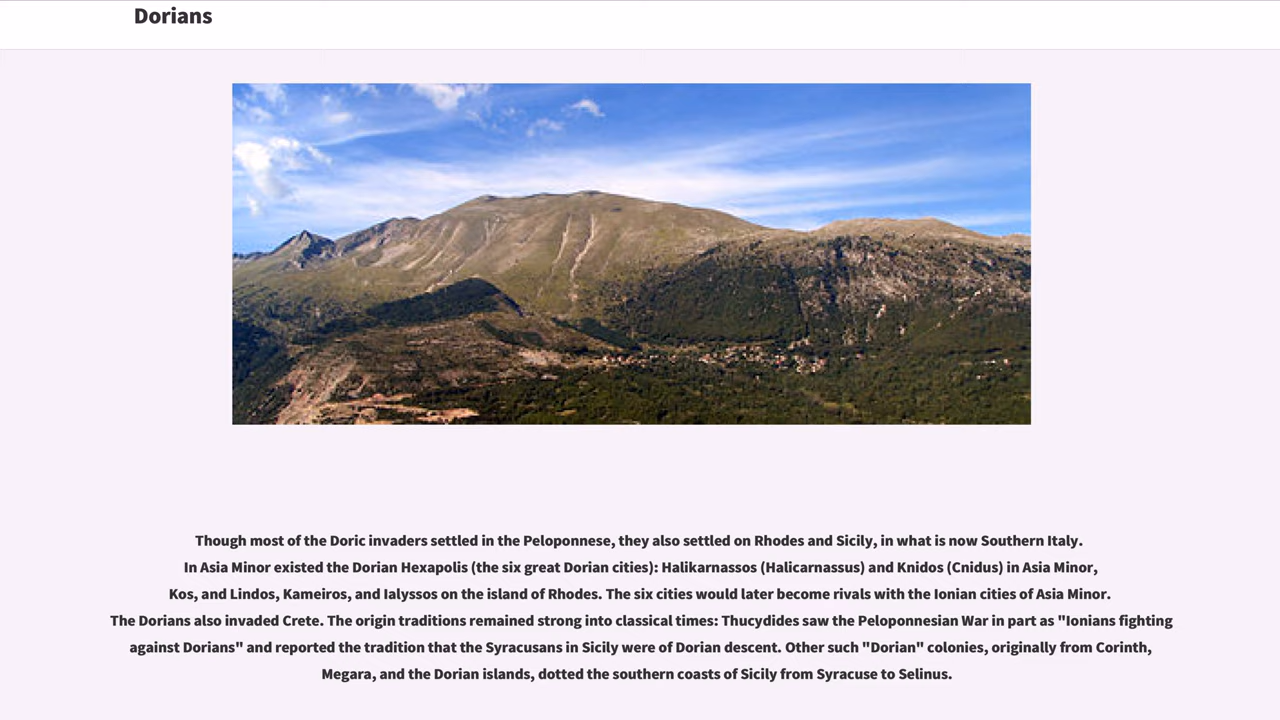 Dorians
Though most of the Doric invaders settled in the Peloponnese, they also settled on Rhodes and Sicily, in what is now Southern Italy.
In Asia Minor existed the Dorian Hexapolis (the six great Dorian cities): Halikarnassos (Halicarnassus) and Knidos (Cnidus) in Asia Minor,
Kos, and Lindos, Kameiros, and Ialyssos on the island of Rhodes. The six cities would later become rivals with the Ionian cities of Asia Minor.
The Dorians also invaded Crete. The origin traditions remained strong into classical times: Thucydides saw the Peloponnesian War in part as "Ionians fighting
against Dorians" and reported the tradition that the Syracusans in Sicily were of Dorian descent. Other such "Dorian" colonies, originally from Corinth,
Megara, and the Dorian islands, dotted the southern coasts of Sicily from Syracuse to Selinus.